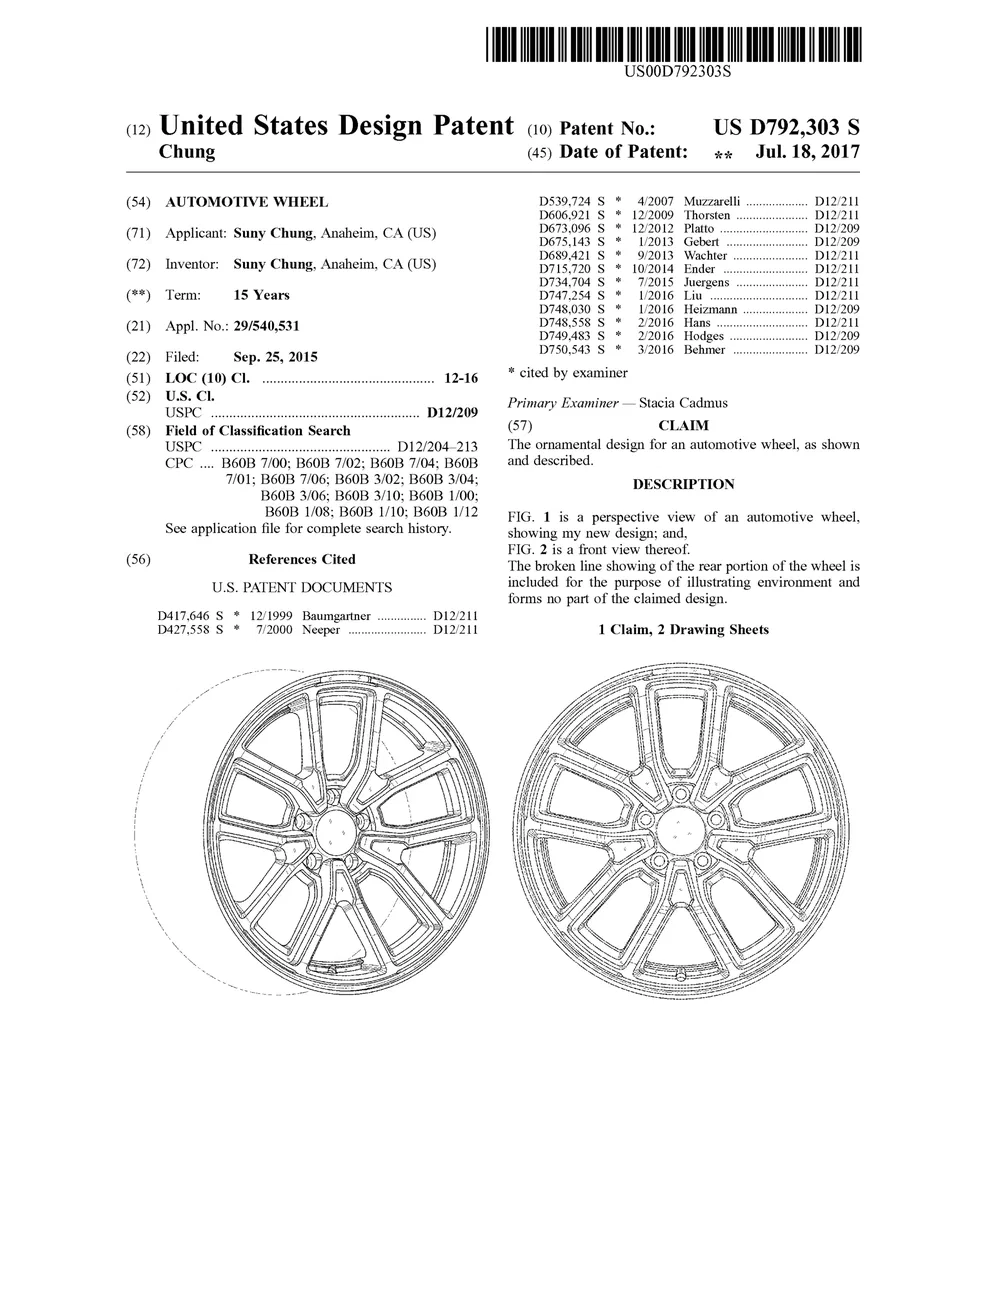 US00D792303S
(12) United States Design Patent
Chung
(10) Patent No.: US D792,303 S
(45) Date of Patent: ** Jul. 18, 2017
(54) AUTOMOTIVE WHEEL
(71) Applicant: Suny Chung, Anaheim, CA (US)
(72) Inventor: Suny Chung, Anaheim, CA (US)
(**) Term: 15 Years
(21) Appl. No.: 29/540,531
(22) Filed: Sep. 25, 2015
(51) LOC (10) Cl. ............................................... 12-16
(52) U.S. Cl.
USPC ......................................................... D12/209
(58) Field of Classification Search
USPC ................................................. D12/204–213
CPC .... B60B 7/00; B60B 7/02; B60B 7/04; B60B
7/01; B60B 7/06; B60B 3/02; B60B 3/04;
B60B 3/06; B60B 3/10; B60B 1/00;
B60B 1/08; B60B 1/10; B60B 1/12
See application file for complete search history.
(56) References Cited
U.S. PATENT DOCUMENTS
D417,646 S * 12/1999 Baumgartner ............... D12/211
D427,558 S * 7/2000 Neeper ........................ D12/211
D539,724 S * 4/2007 Muzzarelli ................... D12/211
D606,921 S * 12/2009 Thorsten ...................... D12/211
D673,096 S * 12/2012 Platto ........................... D12/209
D675,143 S * 1/2013 Gebert ......................... D12/209
D689,421 S * 9/2013 Wachter ....................... D12/211
D715,720 S * 10/2014 Ender .......................... D12/211
D734,704 S * 7/2015 Juergens ...................... D12/211
D747,254 S * 1/2016 Liu .............................. D12/211
D748,030 S * 1/2016 Heizmann .................... D12/209
D748,558 S * 2/2016 Hans ............................ D12/211
D749,483 S * 2/2016 Hodges ........................ D12/209
D750,543 S * 3/2016 Behmer ....................... D12/209
* cited by examiner
Primary Examiner — Stacia Cadmus
(57) CLAIM
The ornamental design for an automotive wheel, as shown
and described.
DESCRIPTION
FIG. 1 is a perspective view of an automotive wheel,
showing my new design; and,
FIG. 2 is a front view thereof.
The broken line showing of the rear portion of the wheel is
included for the purpose of illustrating environment and
forms no part of the claimed design.
1 Claim, 2 Drawing Sheets